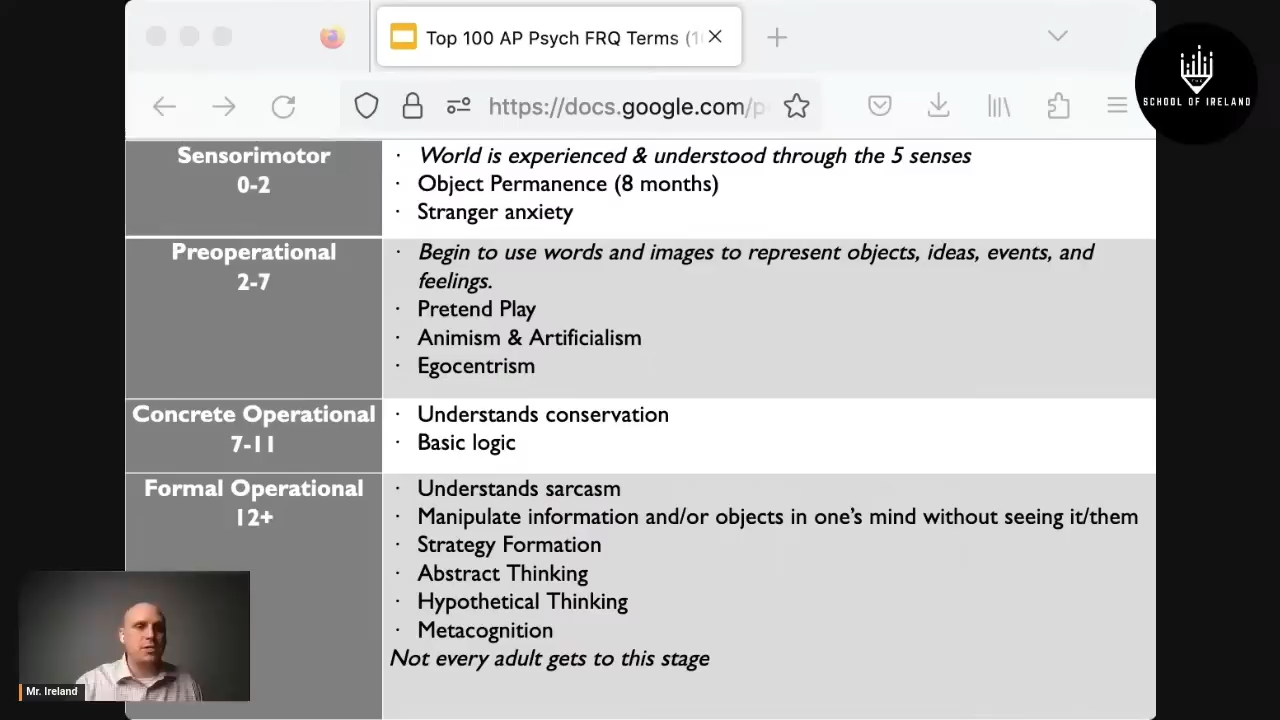 Top 100 AP Psych FRQ Terms (1
https://docs.google.com/p
THE
SCHOOL OF IRELAND
Sensorimotor
0-2
· World is experienced & understood through the 5 senses
· Object Permanence (8 months)
· Stranger anxiety
Preoperational
2-7
· Begin to use words and images to represent objects, ideas, events, and
feelings.
· Pretend Play
· Animism & Artificialism
· Egocentrism
Concrete Operational
7-11
· Understands conservation
· Basic logic
Formal Operational
12+
· Understands sarcasm
· Manipulate information and/or objects in one's mind without seeing it/them
· Strategy Formation
· Abstract Thinking
· Hypothetical Thinking
· Metacognition
Not every adult gets to this stage
Mr. Ireland